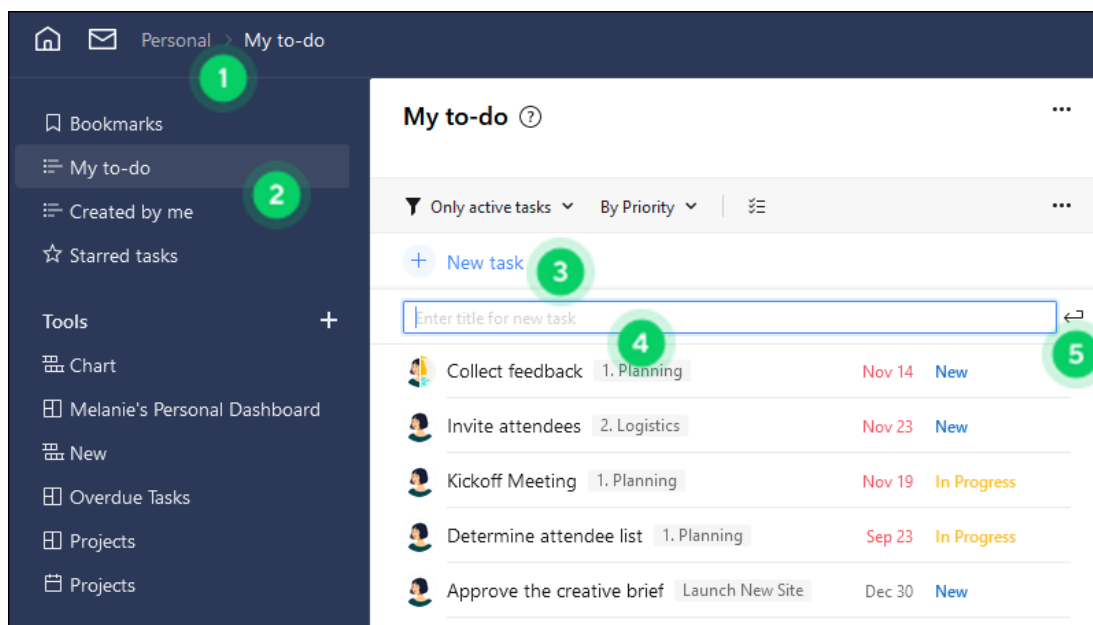 Personal > My to-do
1
Bookmarks
My to-do
2
Created by me
Starred tasks
Tools +
Chart
Melanie's Personal Dashboard
New
Overdue Tasks
Projects
Projects
My to-do ?
Only active tasks By Priority
+ New task
3
Enter title for new task
4
5
Collect feedback 1. Planning Nov 14 New
Invite attendees 2. Logistics Nov 23 New
Kickoff Meeting 1. Planning Nov 19 In Progress
Determine attendee list 1. Planning Sep 23 In Progress
Approve the creative brief Launch New Site Dec 30 New